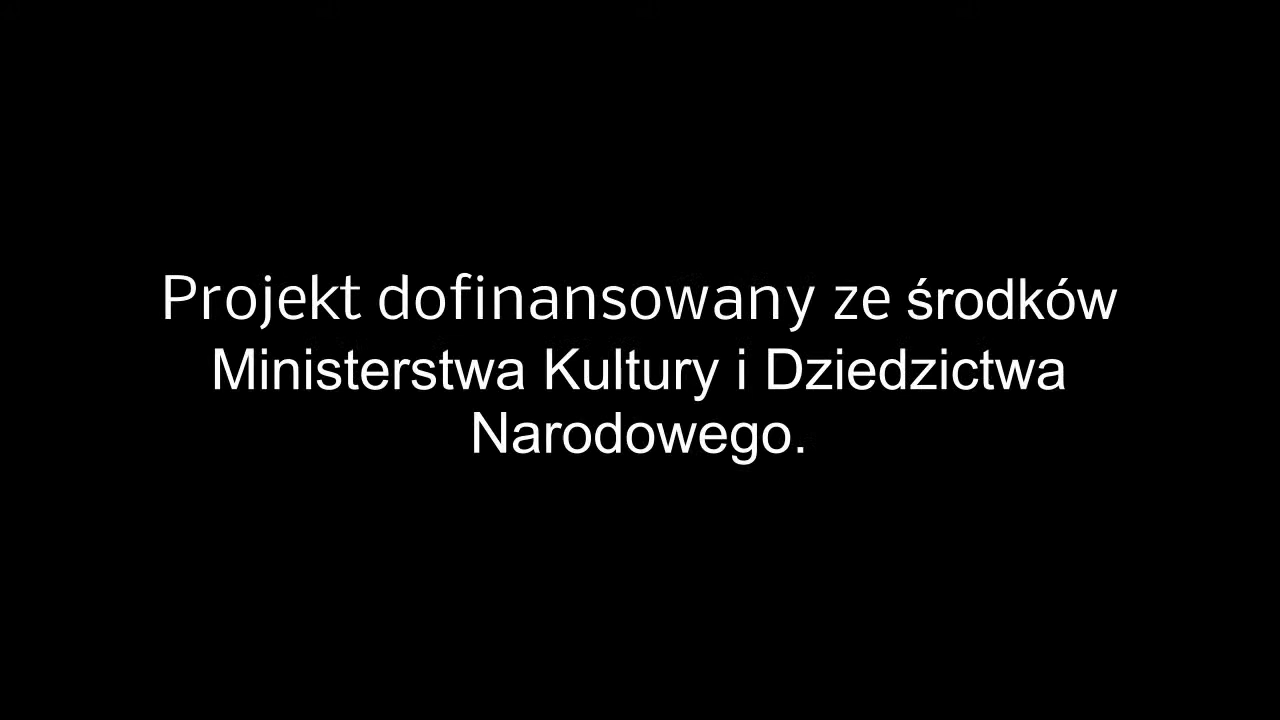 Projekt dofinansowany ze środków
Ministerstwa Kultury i Dziedzictwa
Narodowego.